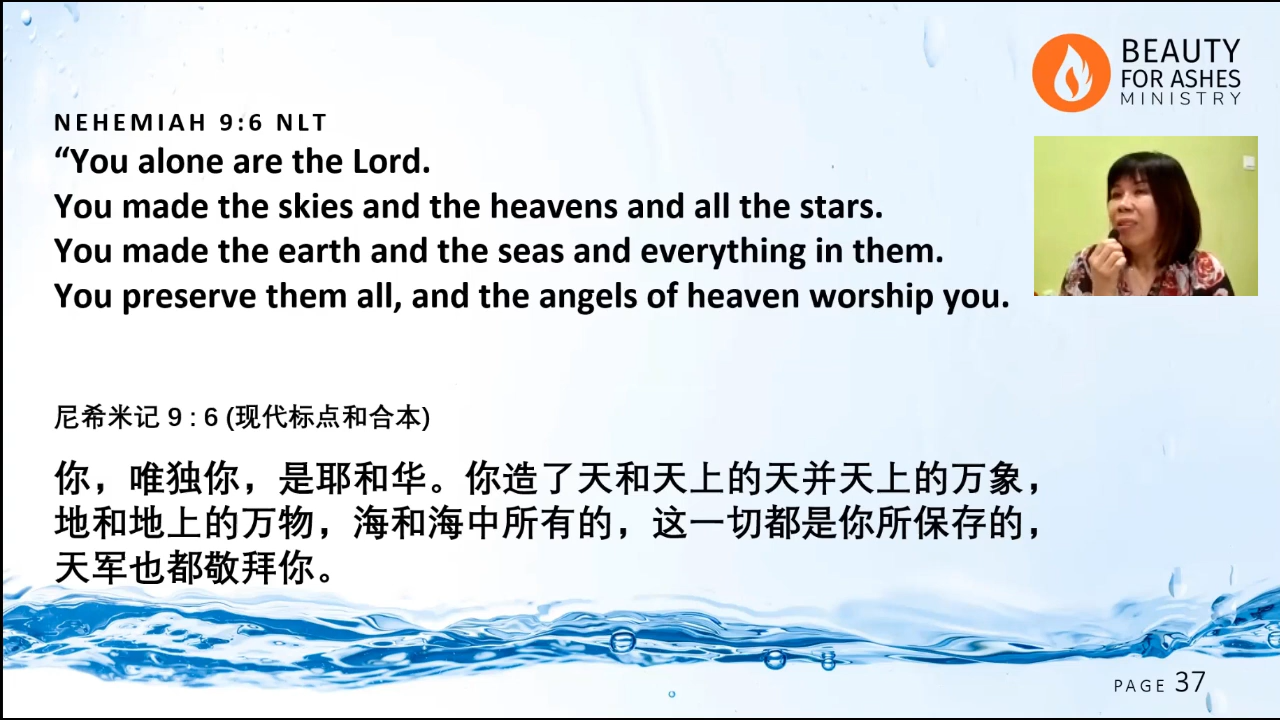 BEAUTY
FOR ASHES
MINISTRY
NEHEMIAH 9:6 NLT
“You alone are the Lord.
You made the skies and the heavens and all the stars.
You made the earth and the seas and everything in them.
You preserve them all, and the angels of heaven worship you.
尼希米记 9 : 6 (现代标点和合本)
你，唯独你，是耶和华。你造了天和天上的天并天上的万象，
地和地上的万物，海和海中所有的，这一切都是你所保存的，
天军也都敬拜你。
PAGE 37